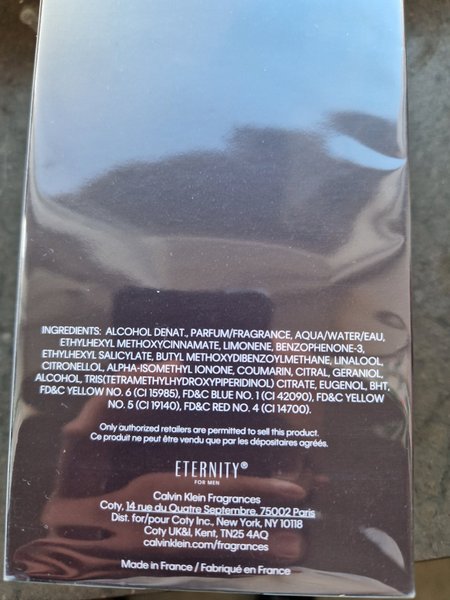 INGREDIENTS: ALCOHOL DENAT., PARFUM/FRAGRANCE, AQUA/WATER/EAU,
ETHYLHEXYL METHOXYCINNAMATE, LIMONENE, BENZOPHENONE-3,
ETHYLHEXYL SALICYLATE, BUTYL METHOXYDIBENZOYLMETHANE, LINALOOL,
CITRONELLOL, ALPHA-ISOMETHYL IONONE, COUMARIN, CITRAL, GERANIOL,
ALCOHOL, TRIS(TETRAMETHYLHYDROXYPIPERIDINOL) CITRATE, EUGENOL, BHT,
FD&C YELLOW NO. 6 (CI 15985), FD&C BLUE NO. 1 (CI 42090), FD&C YELLOW
NO. 5 (CI 19140), FD&C RED NO. 4 (CI 14700).
Only authorized retailers are permitted to sell this product.
Ce produit ne peut être vendu que par les dépositaires agréés.
ETERNITY®
FOR MEN
Calvin Klein Fragrances
Coty, 14 rue du Quatre Septembre, 75002 Paris
Dist. for/pour Coty Inc., New York, NY 10118
Coty UK&I, Kent, TN25 4AQ
calvinklein.com/fragrances
Made in France / Fabriqué en France